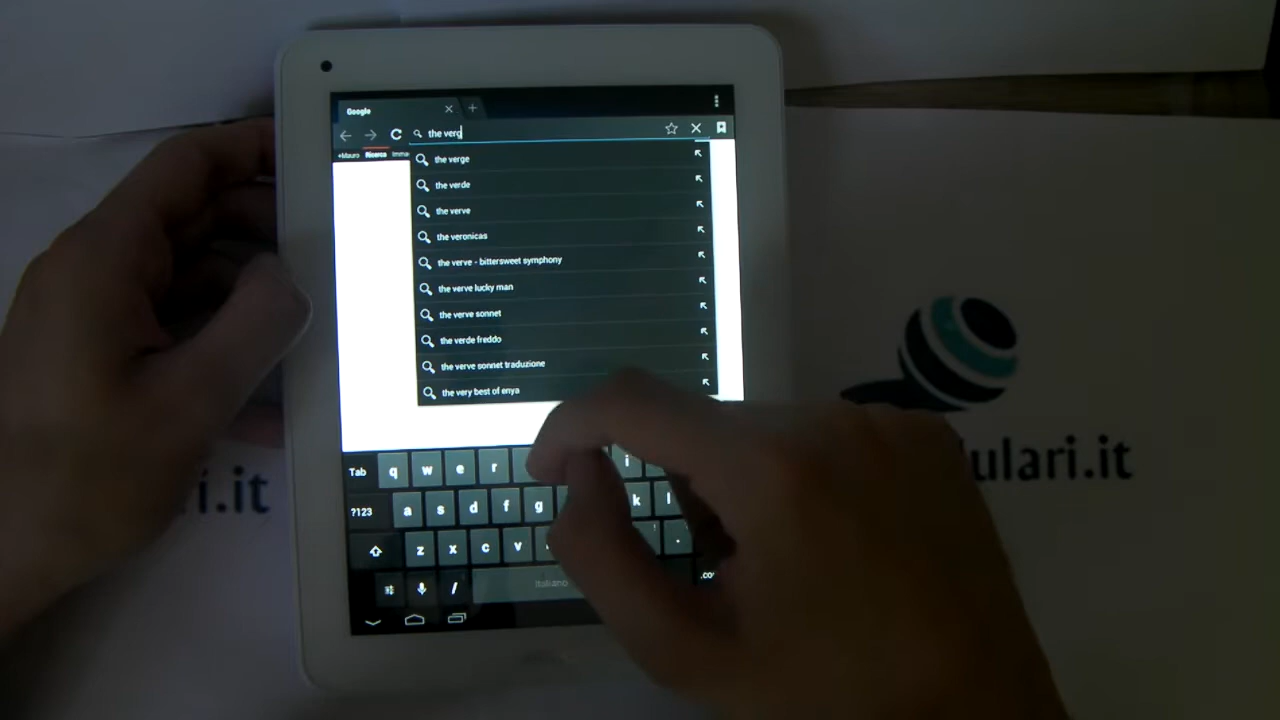 Google
the verg
+Mauro Ricerca Imma
the verge
the verde
the verve
the veronicas
the verve - bittersweet symphony
the verve lucky man
the verve sonnet
the verde freddo
the verve sonnet traduzione
the very best of enya
Tab q w e r i
?123 a s d f g k l
z x c v .
/ italiano .co
i.it
lulari.it